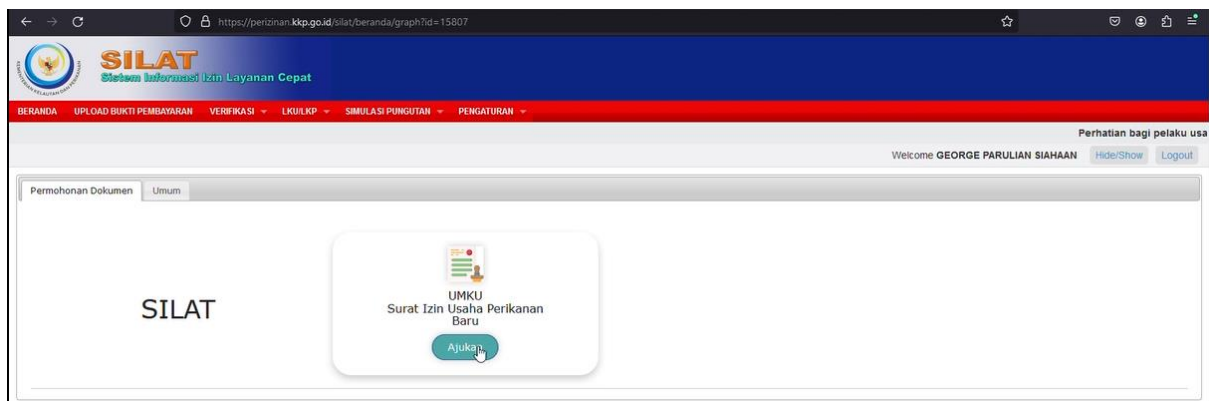 https://perizinan.kkp.go.id/silat/beranda/graph?id=15807
SILAT
Sistem Informasi Izin Layanan Cepat
BERANDA UPLOAD BUKTI PEMBAYARAN VERIFIKASI LKU/LKP SIMULASI PUNGUTAN PENGATURAN
Perhatian bagi pelaku usa
Welcome GEORGE PARULIAN SIAHAAN Hide/Show Logout
Permohonan Dokumen Umum
SILAT
UMKU
Surat Izin Usaha Perikanan
Baru
Ajukan